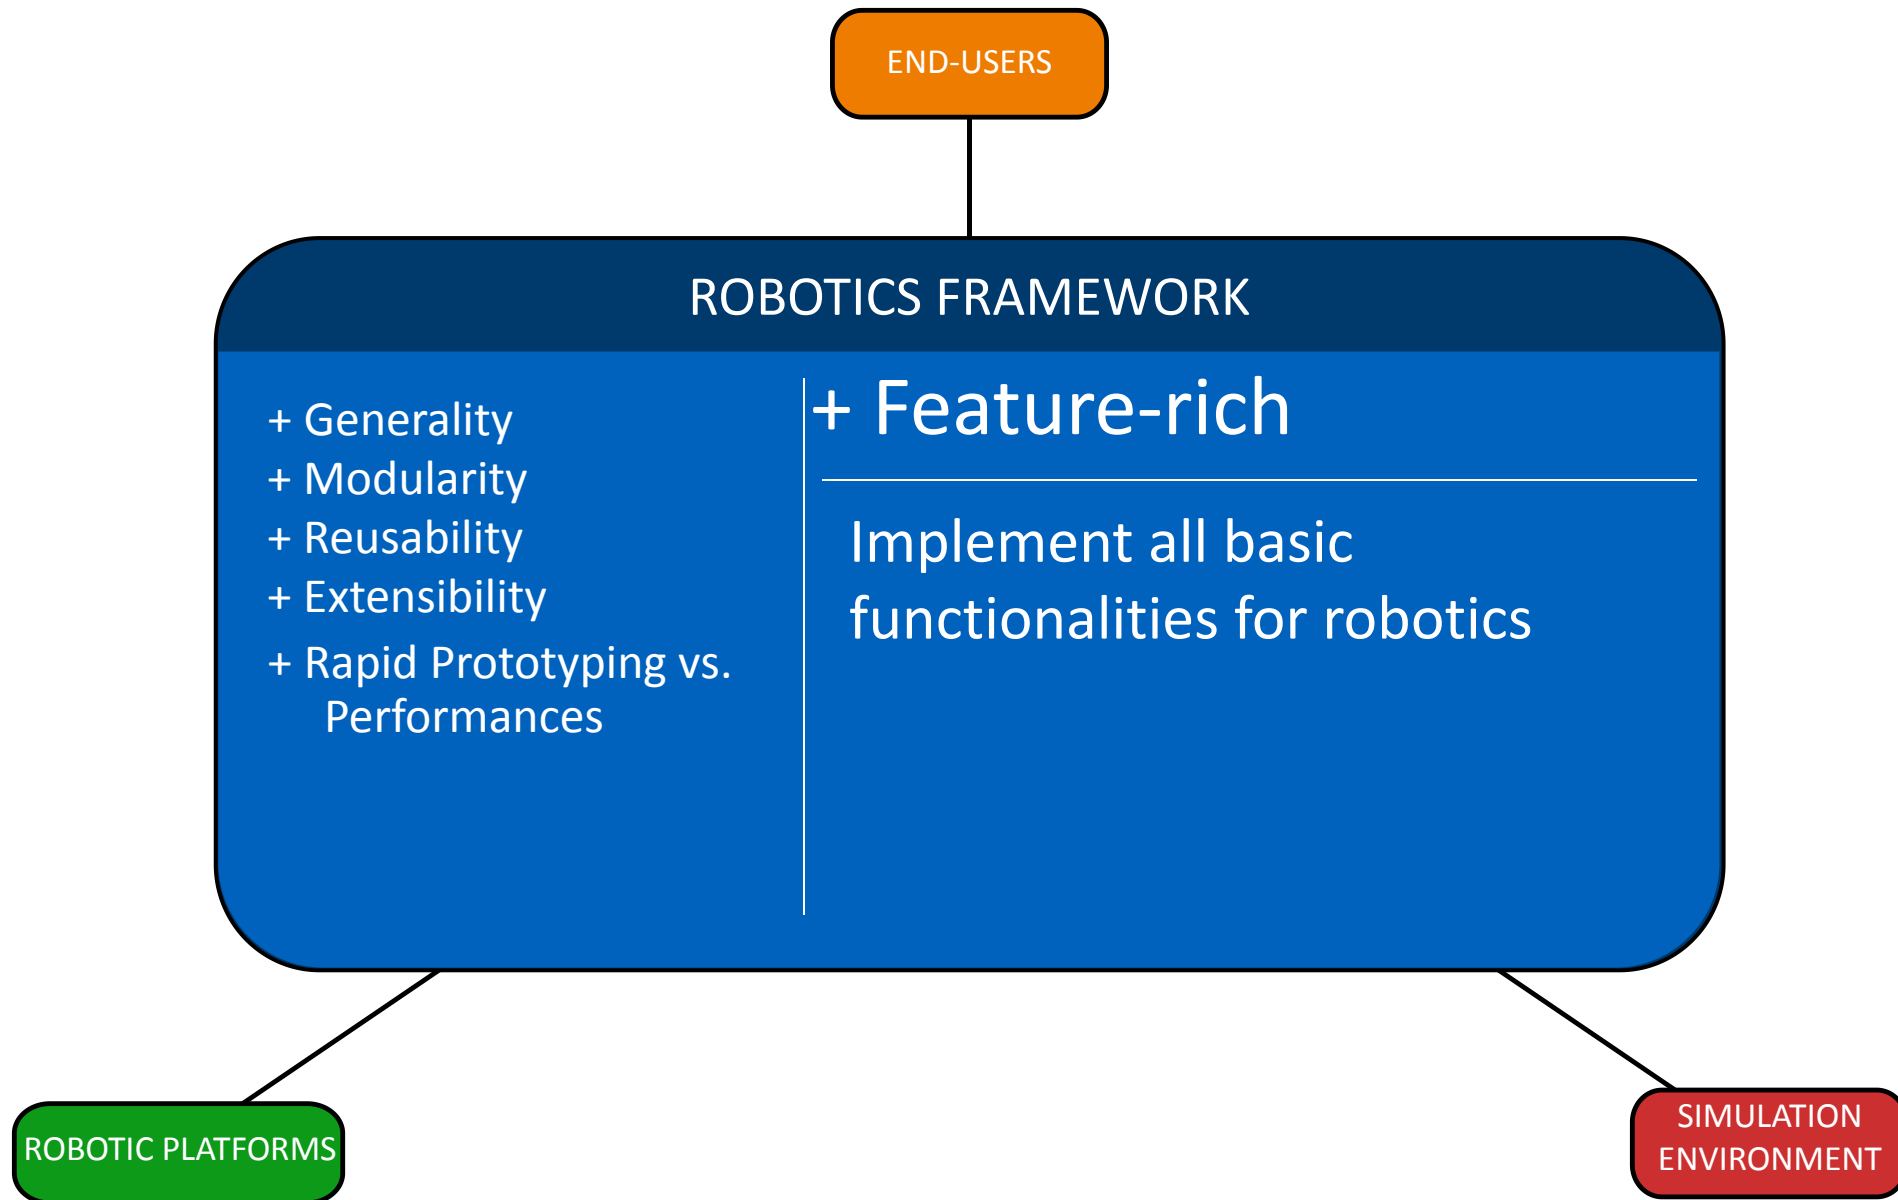 END-USERS
ROBOTICS FRAMEWORK
+ Generality
+ Modularity
+ Reusability
+ Extensibility
+ Rapid Prototyping vs.
Performances
+ Feature-rich
Implement all basic
functionalities for robotics
ROBOTIC PLATFORMS
SIMULATION
ENVIRONMENT